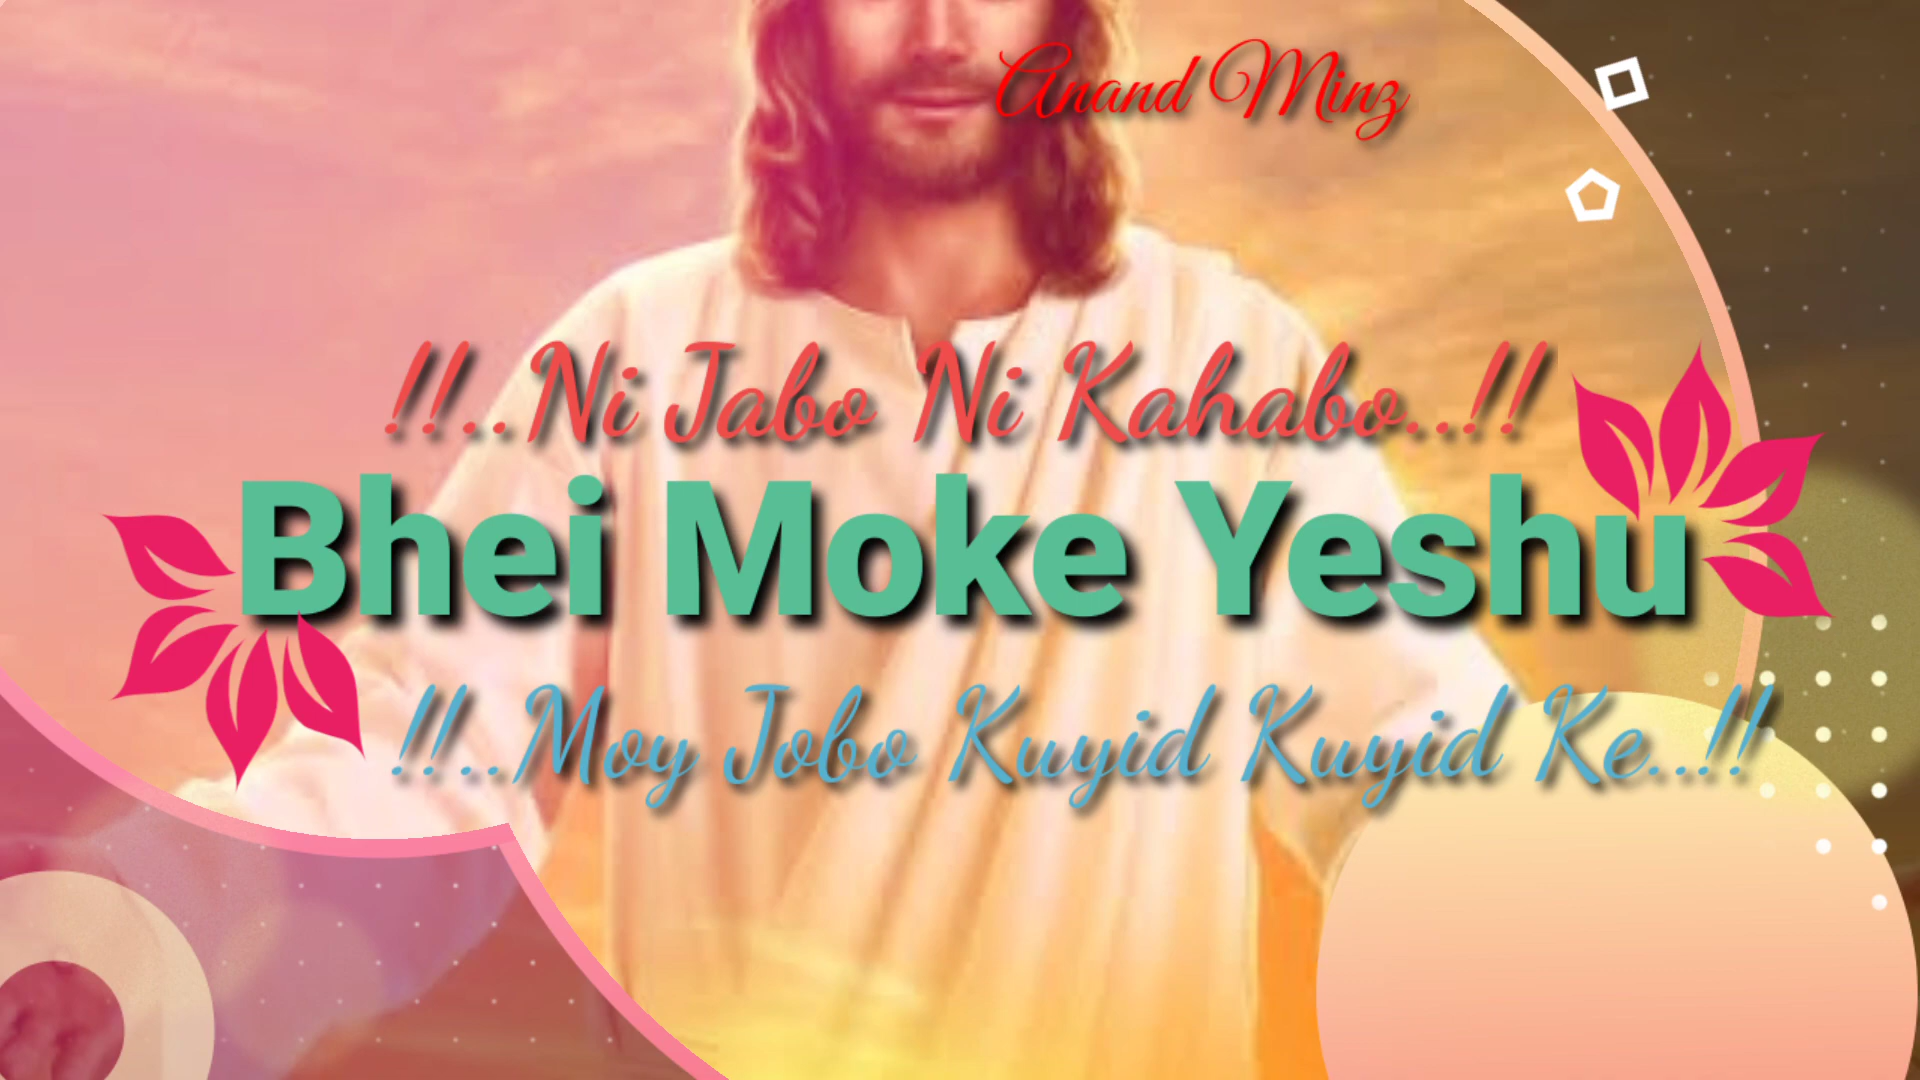 Anand Minz
!!..Ni Jabo Ni Kahabo..!!
Bhei Moke Yeshu
!!..Moy Jobo Kuyid Kuyid Ke..!!